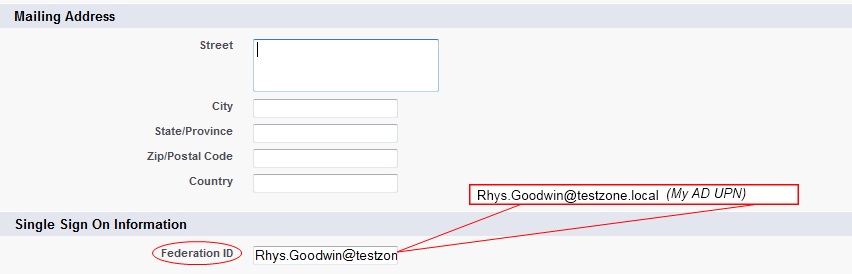 Mailing Address
Street
City
State/Province
Zip/Postal Code
Country
Rhys.Goodwin@testzone.local (My AD UPN)
Single Sign On Information
Federation ID Rhys.Goodwin@testzon